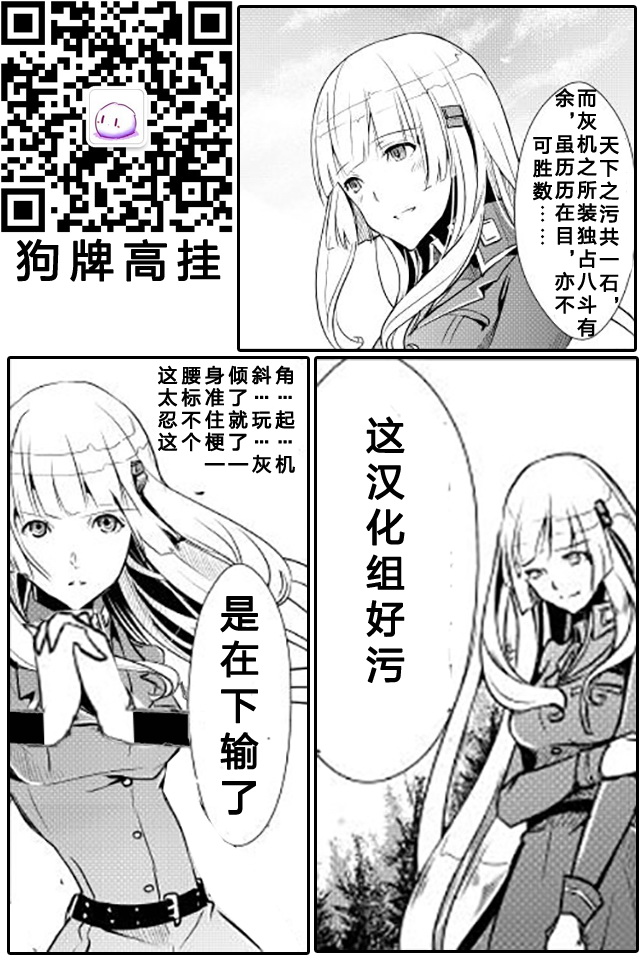 狗牌高挂
天下之污共一石，
而灰机之所装独占八斗有
余，虽历历在目，亦不
可胜数……
这汉化组好污
这腰身倾斜角
太标准了……
忍不住就玩起
这个梗了……
——灰机
是在下输了